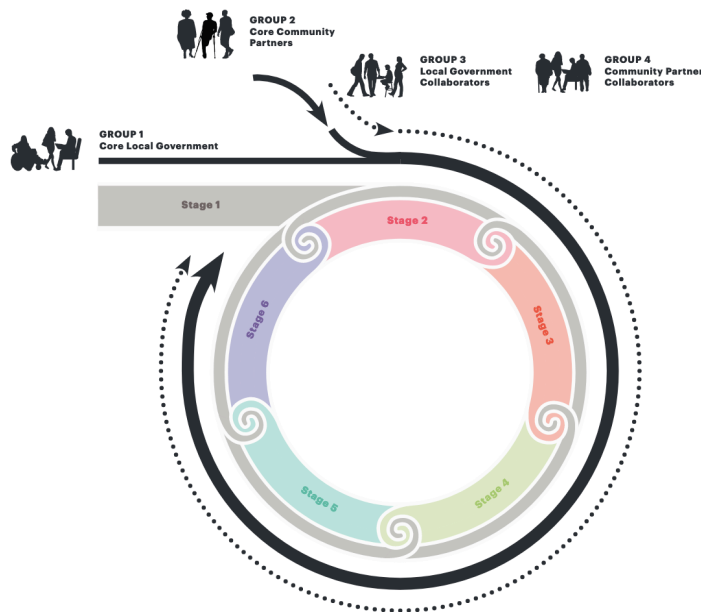 GROUP 2
Core Community
Partners
GROUP 3
Local Government
Collaborators
GROUP 4
Community Partner
Collaborators
GROUP 1
Core Local Government
Stage 1
Stage 2
Stage 3
Stage 4
Stage 5
Stage 6